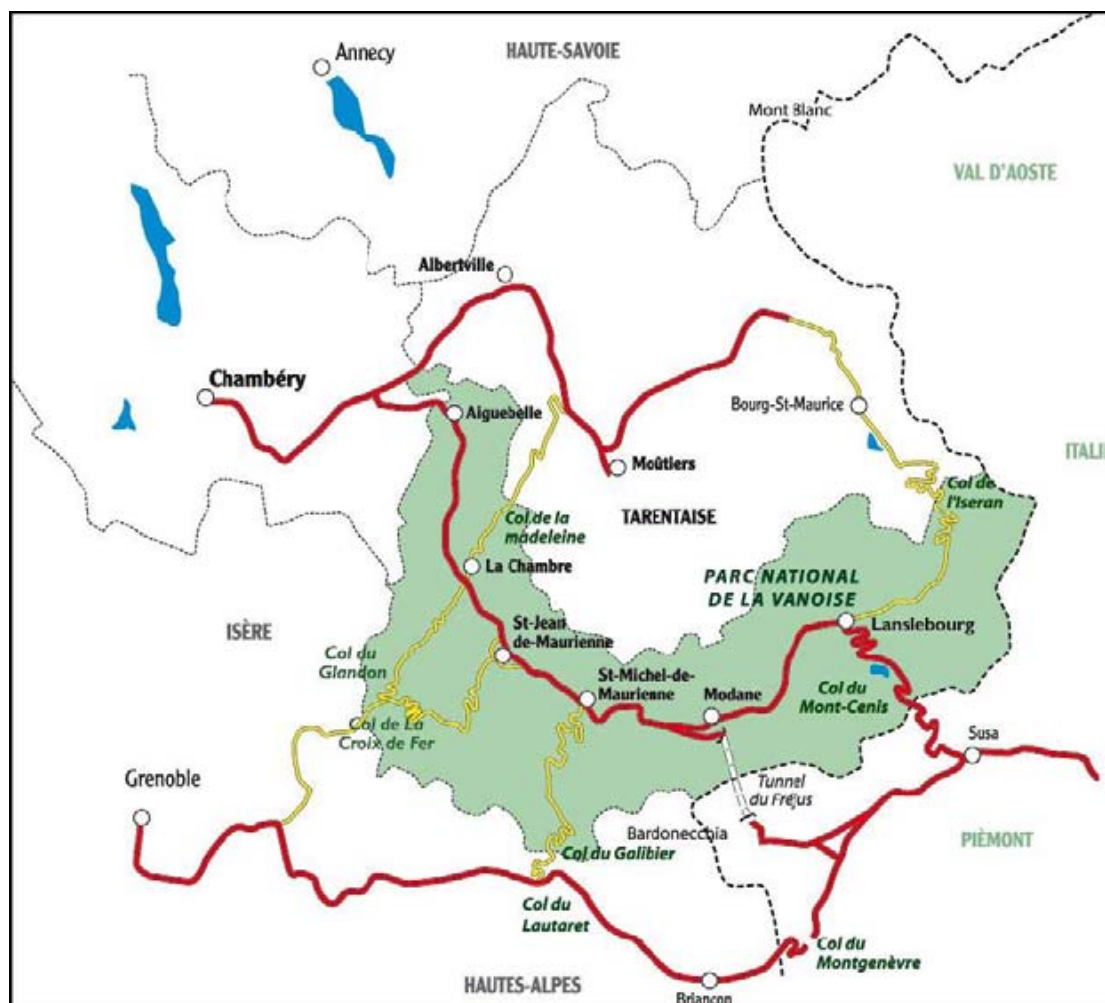 Annecy
HAUTE-SAVOIE
Mont Blanc
VAL D'AOSTE
Albertville
Chambéry
Aiguebelle
Bourg-St-Maurice
Moûtiers
ITALIE
Col de
l'Iseran
Col de la
madeleine
TARENTAISE
La Chambre
PARC NATIONAL
DE LA VANOISE
ISÈRE
St-Jean
de-Maurienne
Lanslebourg
Col du
Glandon
St-Michel-de-
Maurienne
Modane
Col du
Mont-Cenis
Col de La
Croix de Fer
Susa
Grenoble
Tunnel
du Fréjus
Bardonecchia
PIÈMONT
Col du Galibier
Col du
Lautaret
Col du
Montgenèvre
HAUTES-ALPES
Briançon